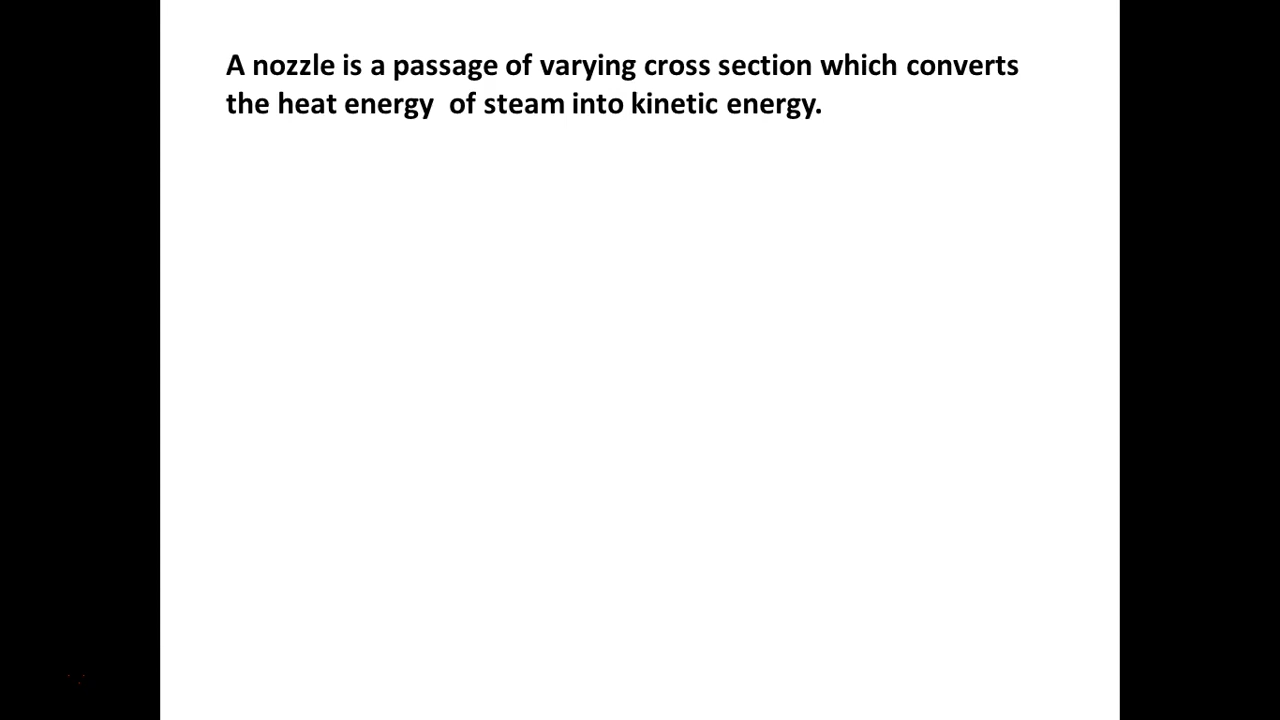 A nozzle is a passage of varying cross section which converts
the heat energy  of steam into kinetic energy.